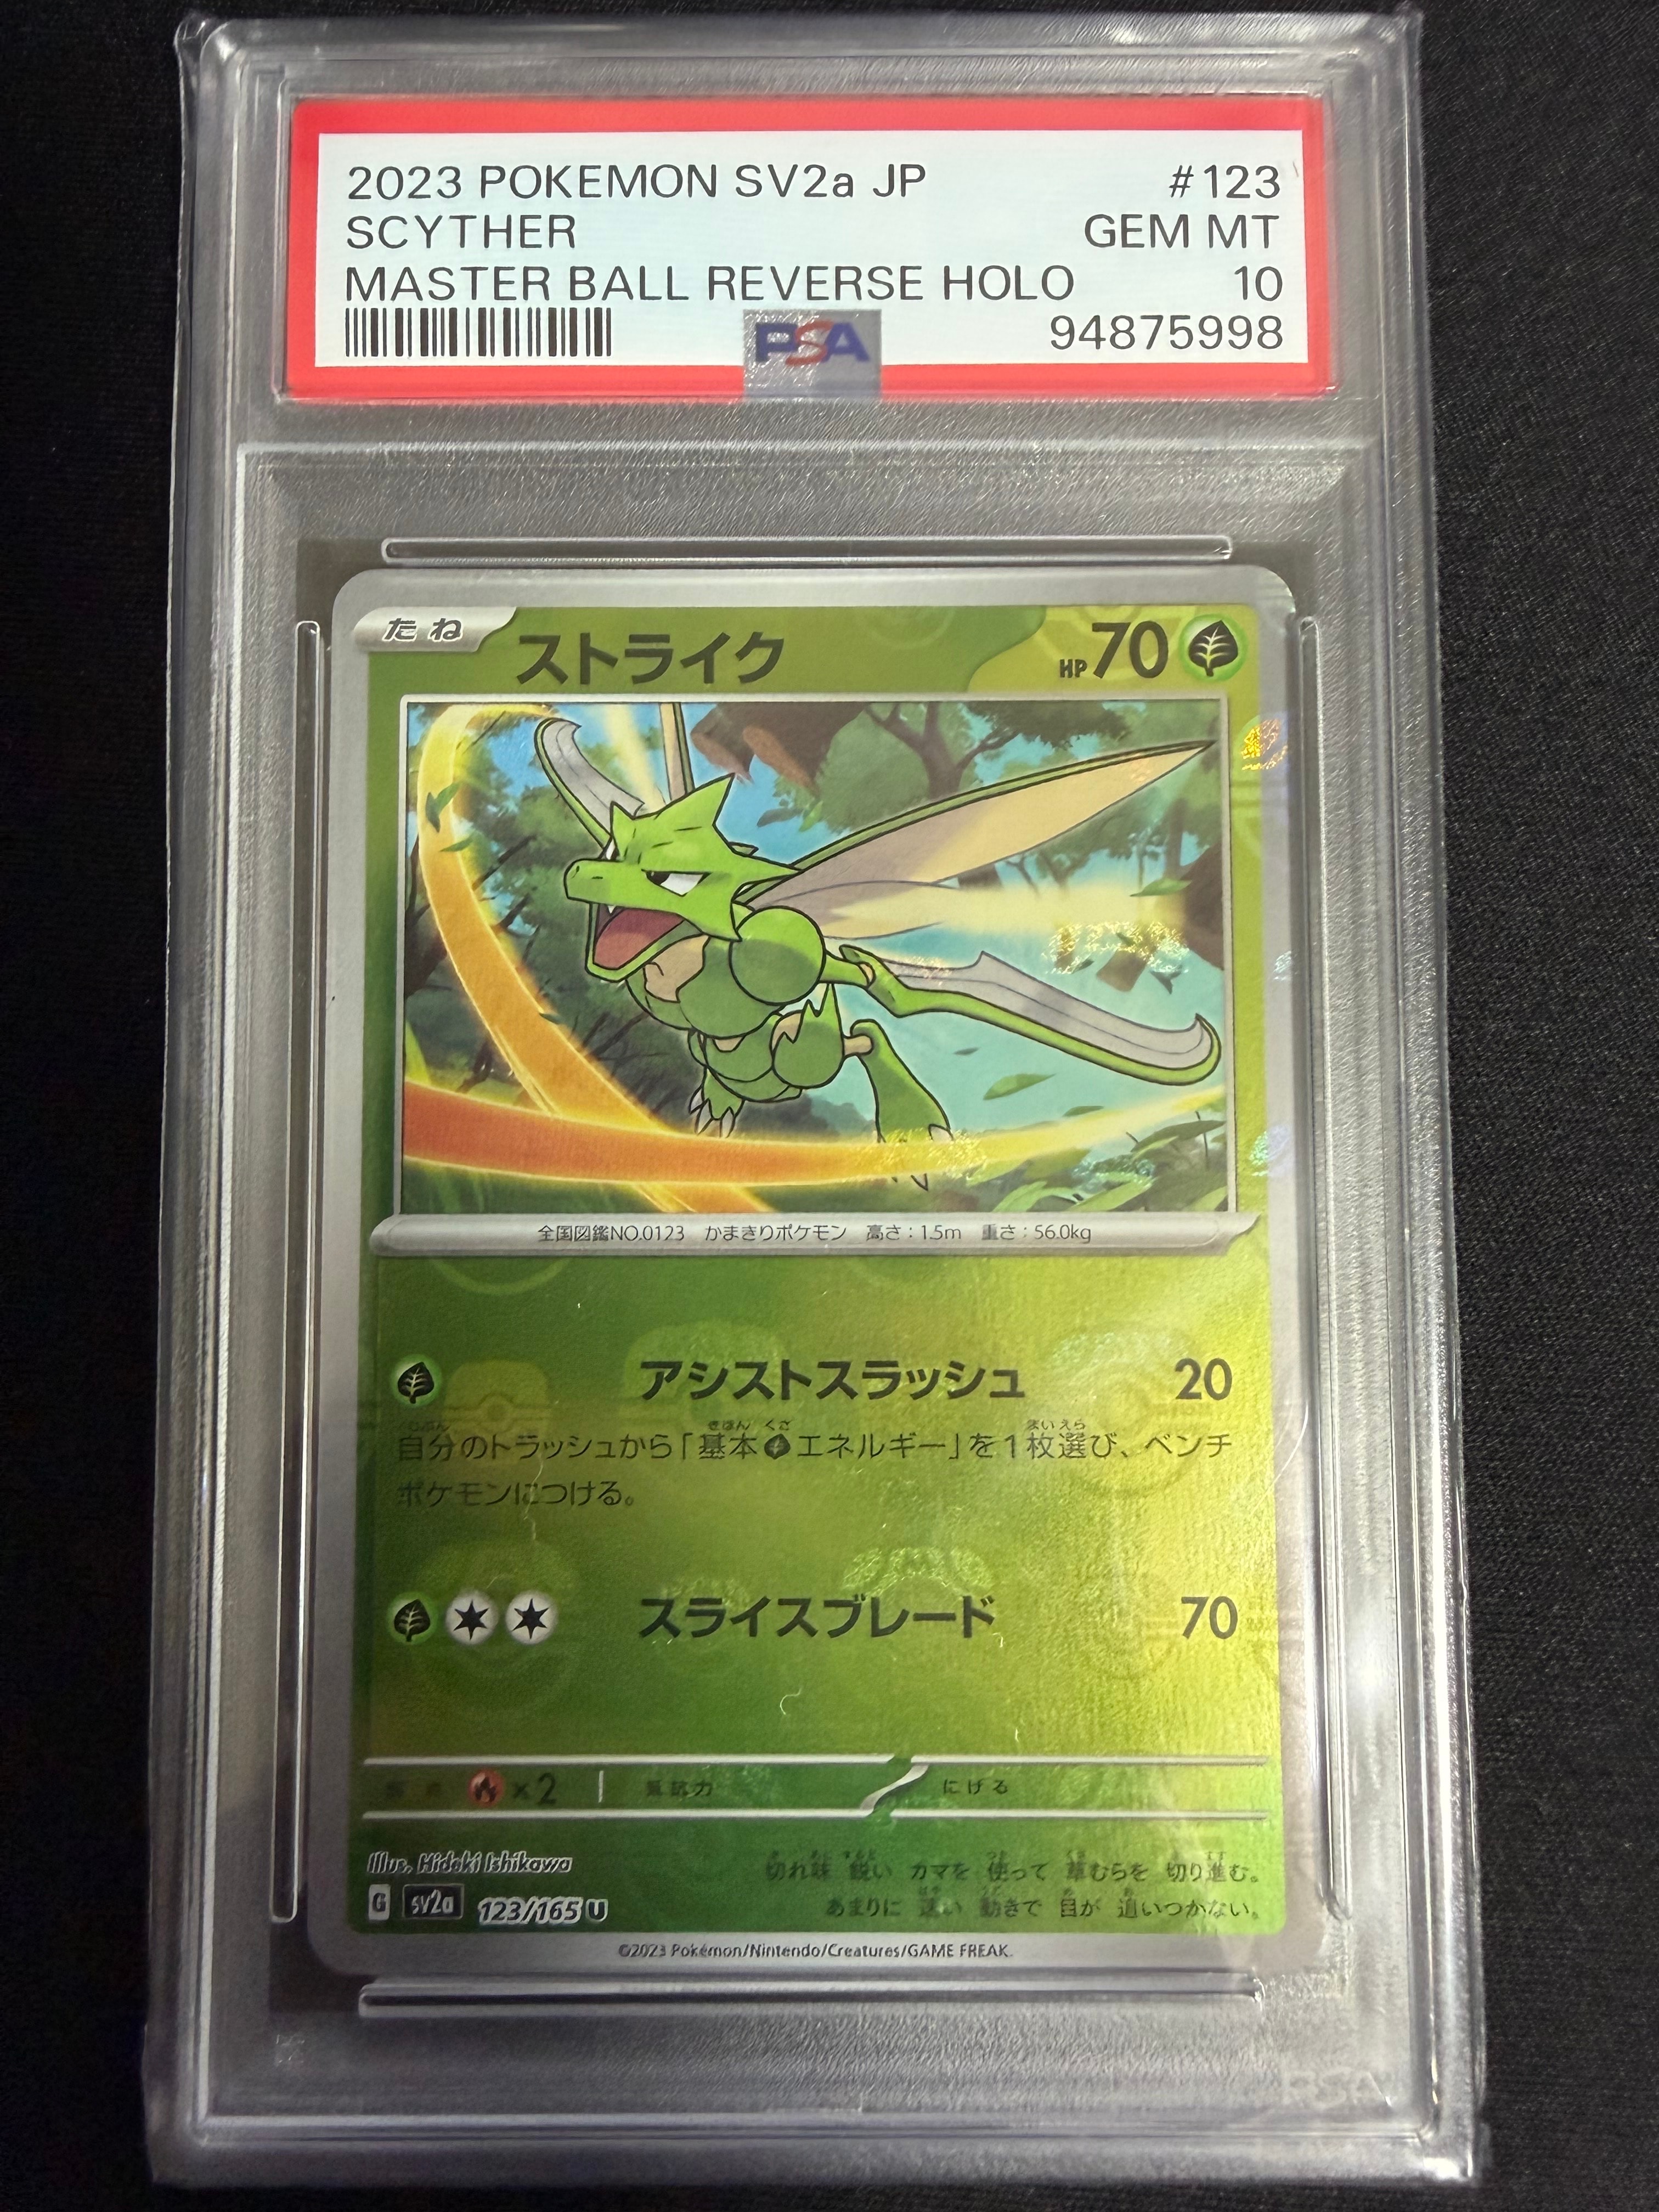 2023 POKEMON SV2a JP #123
SCYTHER GEM MT
MASTER BALL REVERSE HOLO 10
PSA 94875998
たね ストライク HP70
全国図鑑NO.0123 かまきりポケモン 高さ:1.5m 重さ:56.0kg
アシストスラッシュ 20
自分のトラッシュから「基本エネルギー」を1枚選び、ベンチ
ポケモンにつける。
スライスブレード 70
弱点 ×2 抵抗力 にげる
Illus. Hideki Ishikawa
切れ味 鋭い カマを 使って 草むらを 切り進む。
G sv2a 123/165 U
あまりに 速い 動きで 目が 追いつかない。
©2023 Pokémon/Nintendo/Creatures/GAME FREAK.
PSA